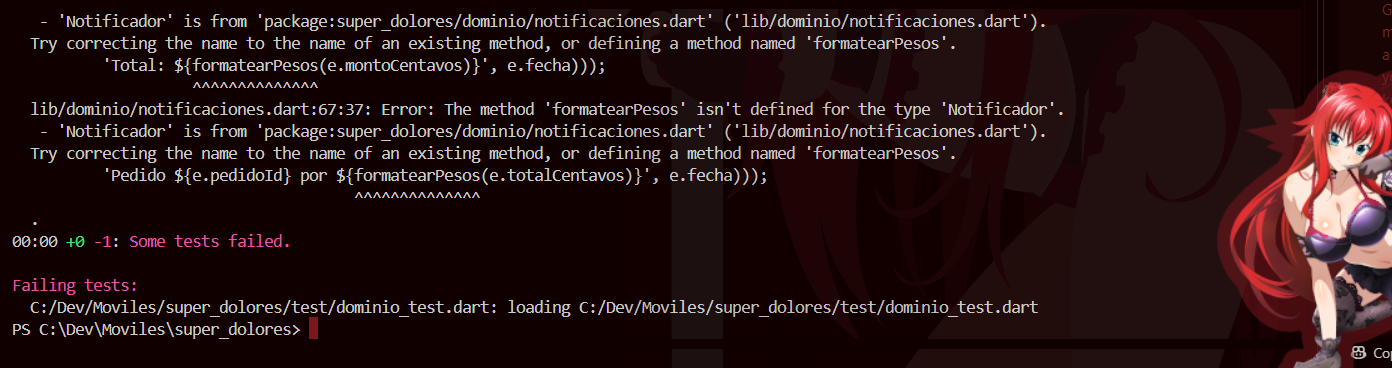 - 'Notificador' is from 'package:super_dolores/dominio/notificaciones.dart' ('lib/dominio/notificaciones.dart').
Try correcting the name to the name of an existing method, or defining a method named 'formatearPesos'.
'Total: ${formatearPesos(e.montoCentavos)}', e.fecha)));
^^^^^^^^^^^^^^
lib/dominio/notificaciones.dart:67:37: Error: The method 'formatearPesos' isn't defined for the type 'Notificador'.
- 'Notificador' is from 'package:super_dolores/dominio/notificaciones.dart' ('lib/dominio/notificaciones.dart').
Try correcting the name to the name of an existing method, or defining a method named 'formatearPesos'.
'Pedido ${e.pedidoId} por ${formatearPesos(e.totalCentavos)}', e.fecha)));
^^^^^^^^^^^^^^
.
00:00 +0 -1: Some tests failed.
Failing tests:
C:/Dev/Moviles/super_dolores/test/dominio_test.dart: loading C:/Dev/Moviles/super_dolores/test/dominio_test.dart
PS C:\Dev\Moviles\super_dolores>